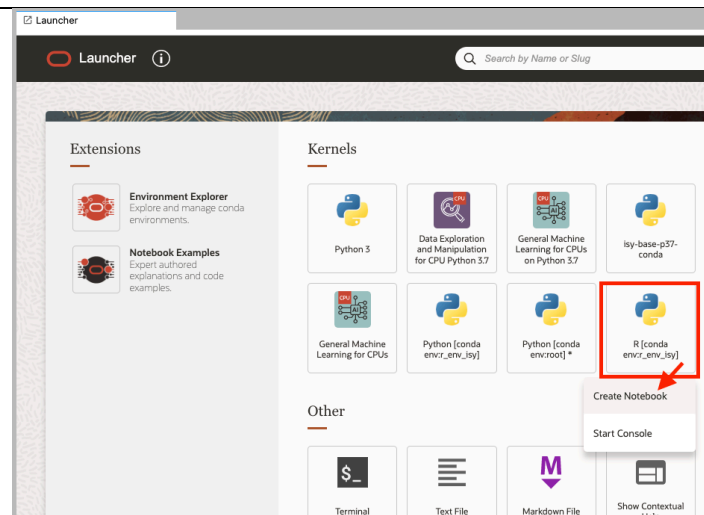 Launcher
Launcher
Search by Name or Slug
Extensions
Environment Explorer
Explore and manage conda
environments.
Notebook Examples
Expert authored
explanations and code
examples.
Kernels
Python 3
CPU
Data Exploration
and Manipulation
for CPU Python 3.7
CPU
AI
General Machine
Learning for CPUs
on Python 3.7
isy-base-p37-
conda
CPU
AI
General Machine
Learning for CPUs
Python [conda
env:r_env_isy]
Python [conda
env:root] *
R [conda
env:r_env_isy]
Create Notebook
Start Console
Other
$_
Terminal
Text File
M
Markdown File
Show Contextual